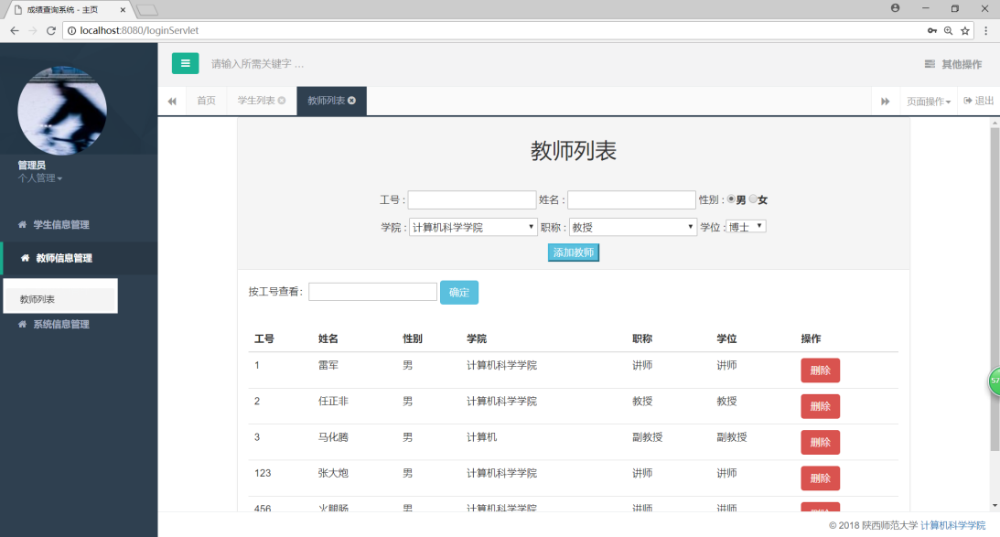 成绩查询系统 - 主页
localhost:8080/loginServlet
请输入所需关键字 ...
其他操作
首页
学生列表
教师列表
页面操作
退出
管理员
个人管理
学生信息管理
教师信息管理
教师列表
系统信息管理
教师列表
工号 : 姓名 : 性别 : 男 女
学院 : 计算机科学学院 职称 : 教授 学位 : 博士
添加教师
按工号查看: 确定
工号 姓名 性别 学院 职称 学位 操作
1 雷军 男 计算机科学学院 讲师 讲师 删除
2 任正非 男 计算机科学学院 教授 教授 删除
3 马化腾 男 计算机 副教授 副教授 删除
123 张大炮 男 计算机科学学院 讲师 讲师 删除
456 火腿肠 男 计算机科学学院 讲师 讲师 删除
57
© 2018 陕西师范大学 计算机科学学院